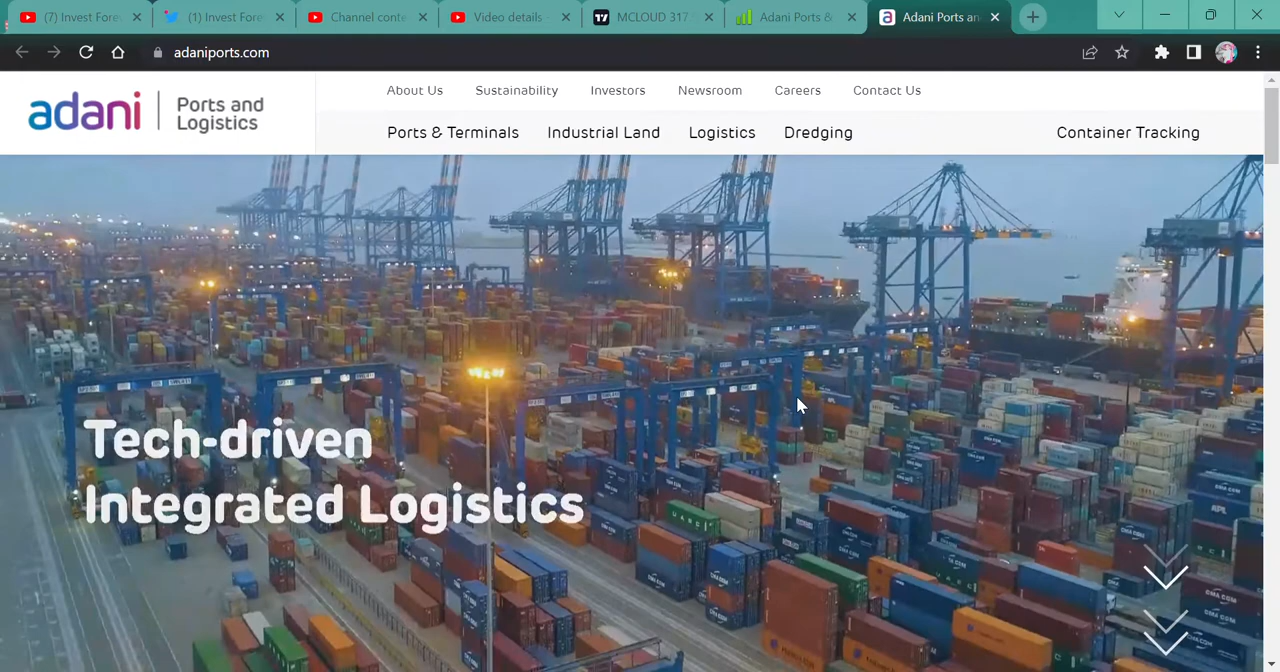 (7) Invest Fore
(1) Invest Fore
Channel conte
Video details -
MCLOUD 317.
Adani Ports &
Adani Ports an
adaniports.com
adani
Ports and
Logistics
About Us
Sustainability
Investors
Newsroom
Careers
Contact Us
Ports & Terminals
Industrial Land
Logistics
Dredging
Container Tracking
Tech-driven
Integrated Logistics